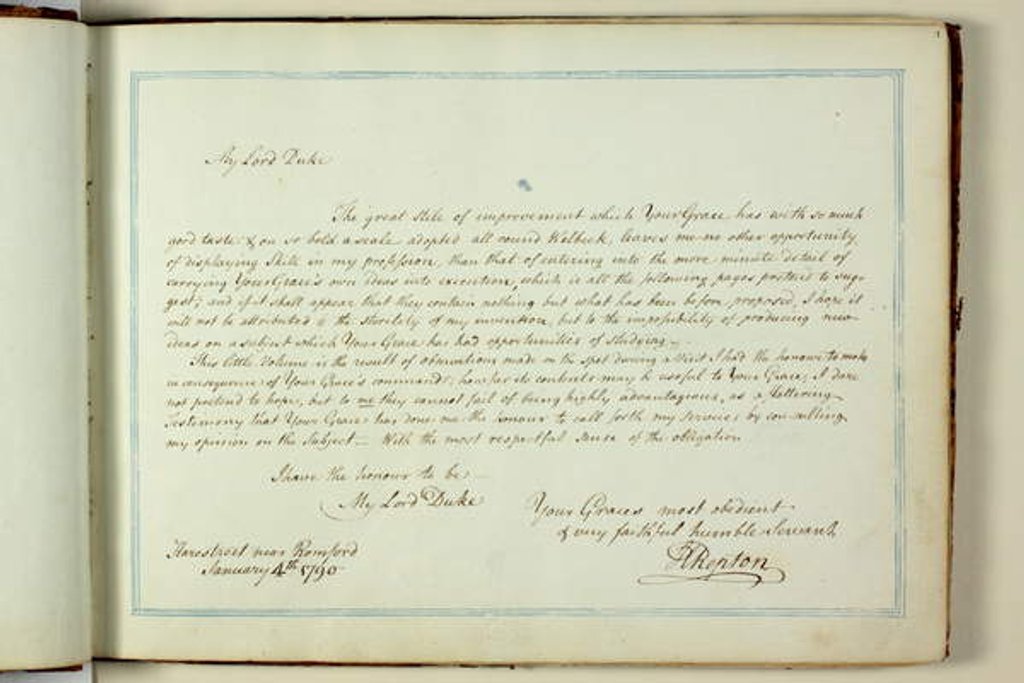 1
My Lord Duke
The great stile of improvement which Your Grace has with so much
good taste & on so bold a scale adopted all round Welbeck, leaves me no other opportunity
of displaying Skill in my profession, than that of entering into the more minute detail of
carrying Your Grace's own ideas into execution, which is all the following pages pretend to sug-
gest; and if it shall appear that they contain nothing but what has been before proposed, I hope it
will not be attributed to the sterility of my invention, but to the impossibility of producing new
ideas on a subject which Your Grace has had opportunities of studying —
This little Volume is the result of observations made on the spot during a Visit I had the honour to make
in consequence of Your Grace's commands; how far its contents may be useful to Your Grace, I dare
not pretend to hope, but to me they cannot fail of being highly advantagious, as a flattering
Testimony that Your Grace has done me the honour to call forth my services by consulting
my opinion on the Subject — With the most respectful sense of the obligation
I have the honour to be
My Lord Duke
Your Graces most obedient
& very faithful humble Servant
H Repton
Harestreet near Romford
January 4th 1790